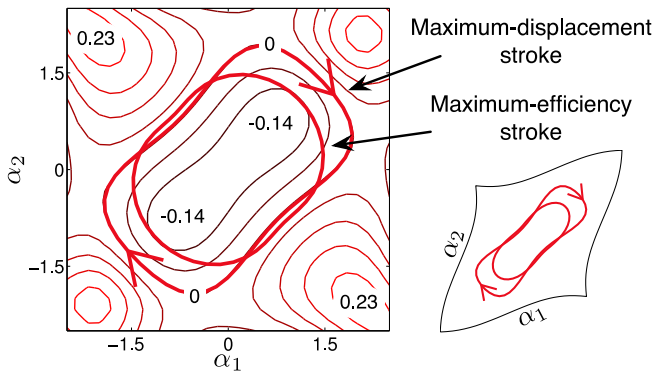 0.23
0
Maximum-displacement
stroke
1.5
-0.14
Maximum-efficiency
stroke
α2
0
-0.14
-1.5
0
0.23
-1.5
0
1.5
α1
α2
α1